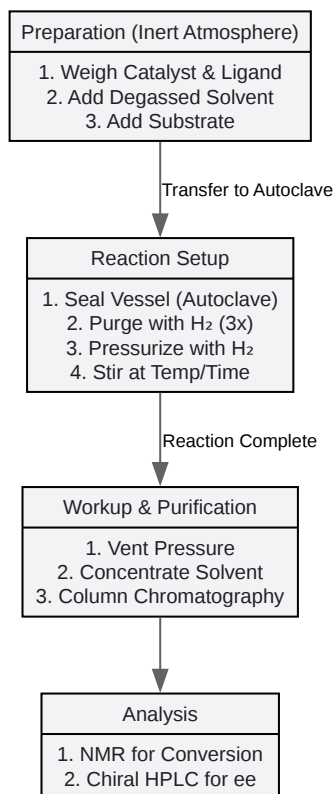 Preparation (Inert Atmosphere)
1. Weigh Catalyst & Ligand
2. Add Degassed Solvent
3. Add Substrate
Transfer to Autoclave
Reaction Setup
1. Seal Vessel (Autoclave)
2. Purge with H₂ (3x)
3. Pressurize with H₂
4. Stir at Temp/Time
Reaction Complete
Workup & Purification
1. Vent Pressure
2. Concentrate Solvent
3. Column Chromatography
Analysis
1. NMR for Conversion
2. Chiral HPLC for ee